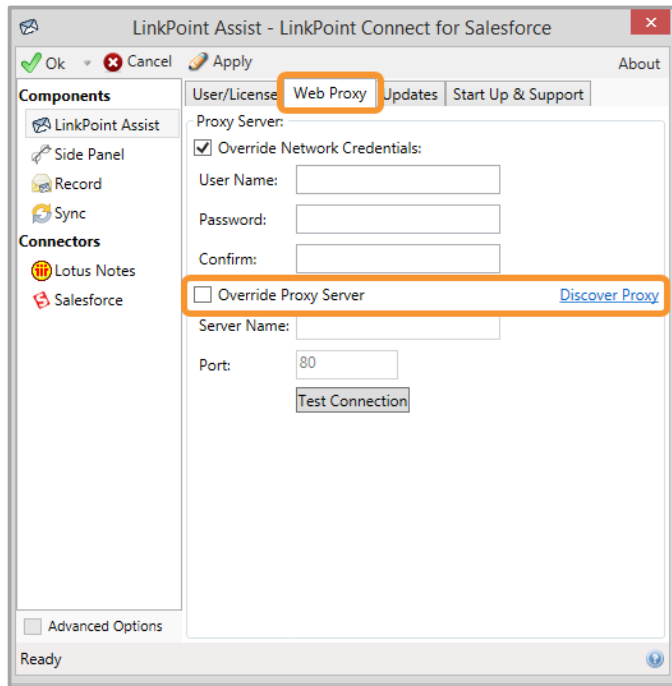 LinkPoint Assist - LinkPoint Connect for Salesforce
Ok Cancel Apply About
Components
LinkPoint Assist
Side Panel
Record
Sync
Connectors
Lotus Notes
Salesforce
Advanced Options
User/License Web Proxy Updates Start Up & Support
Proxy Server:
Override Network Credentials:
User Name:
Password:
Confirm:
Override Proxy Server Discover Proxy
Server Name:
Port: 80
Test Connection
Ready